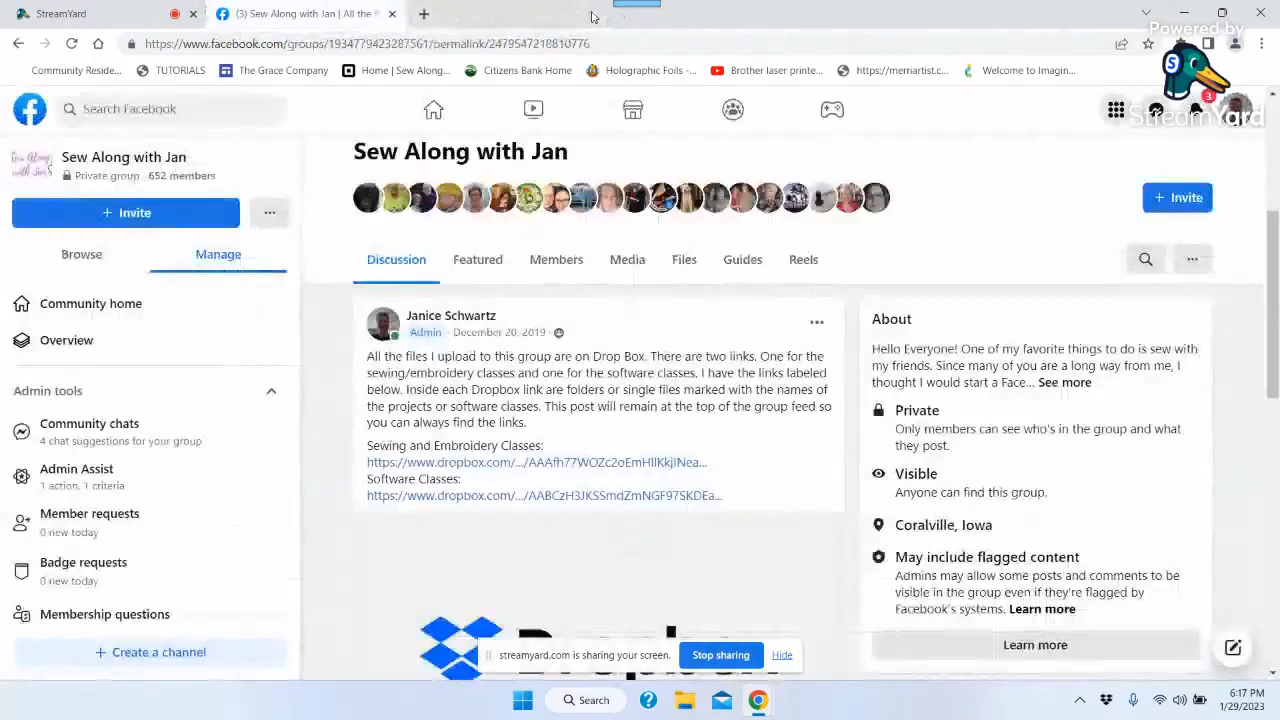 StreamYard
(3) Sew Along with Jan | All the f
Powered by
https://www.facebook.com/groups/1934779423287561/permalink/2479547218810776
Community Reside...
TUTORIALS
The Grace Company
Home | Sew Along...
Citizens Bank Home
Holographic Foils -...
Brother laser printe...
https://merriartist.c...
Welcome to Imagin...
Search Facebook
3
StreamYard
Sew Along with Jan
Private group · 652 members
+ Invite
...
Browse
Manage
Community home
Overview
Admin tools
Community chats
4 chat suggestions for your group
Admin Assist
1 action, 1 criteria
Member requests
0 new today
Badge requests
0 new today
Membership questions
+ Create a channel
Sew Along with Jan
+ Invite
Discussion
Featured
Members
Media
Files
Guides
Reels
Janice Schwartz
Admin · December 20, 2019 ·
All the files I upload to this group are on Drop Box. There are two links. One for the
sewing/embroidery classes and one for the software classes. I have the links labeled
below. Inside each Dropbox link are folders or single files marked with the names of
the projects or software classes. This post will remain at the top of the group feed so
you can always find the links.
Sewing and Embroidery Classes:
https://www.dropbox.com/.../AAAfh77WOZc2oEmHIlKkjlNea...
Software Classes:
https://www.dropbox.com/.../AABCzH3JKSSmdZmNGF97SKDEa...
About
Hello Everyone! One of my favorite things to do is sew with
my friends. Since many of you are a long way from me, I
thought I would start a Face... See more
Private
Only members can see who's in the group and what
they post.
Visible
Anyone can find this group.
Coralville, Iowa
May include flagged content
Admins may allow some posts and comments to be
visible in the group even if they're flagged by
Facebook's systems. Learn more
Learn more
streamyard.com is sharing your screen.
Stop sharing
Hide
Search
6:17 PM
1/29/2023